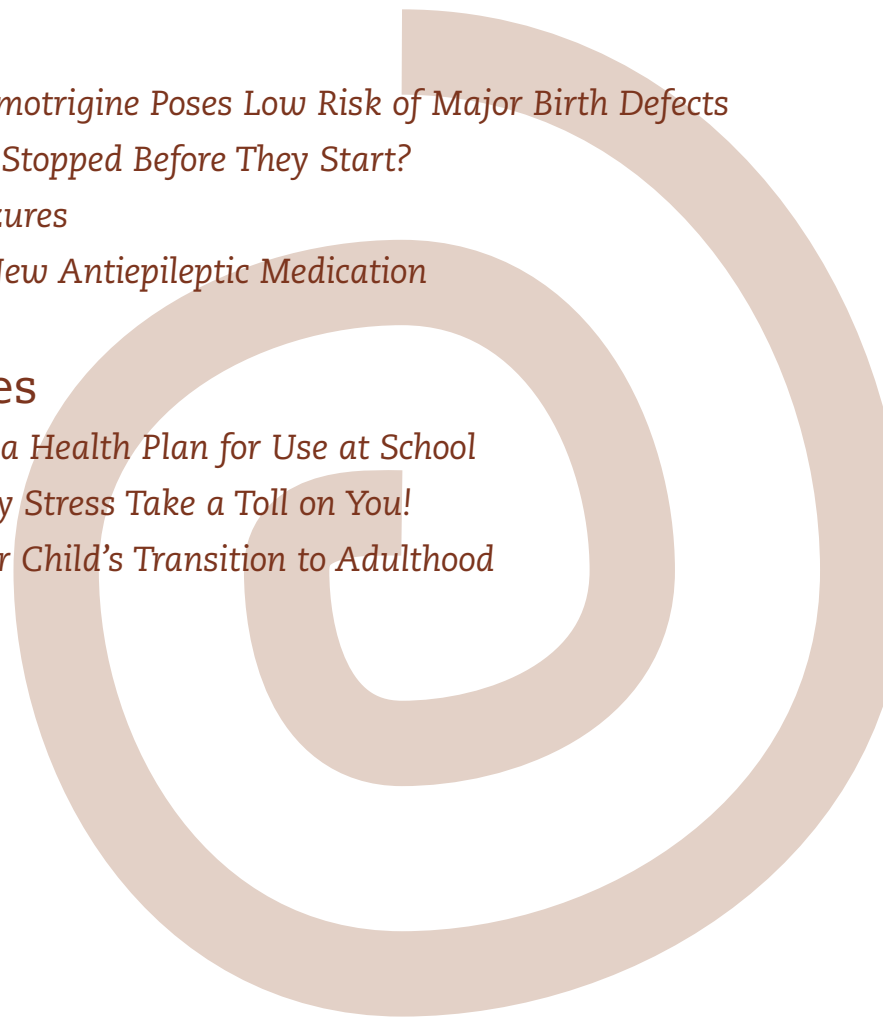 motrigine Poses Low Risk of Major Birth Defects
Stopped Before They Start?
zures
New Antiepileptic Medication
es
a Health Plan for Use at School
y Stress Take a Toll on You!
r Child’s Transition to Adulthood